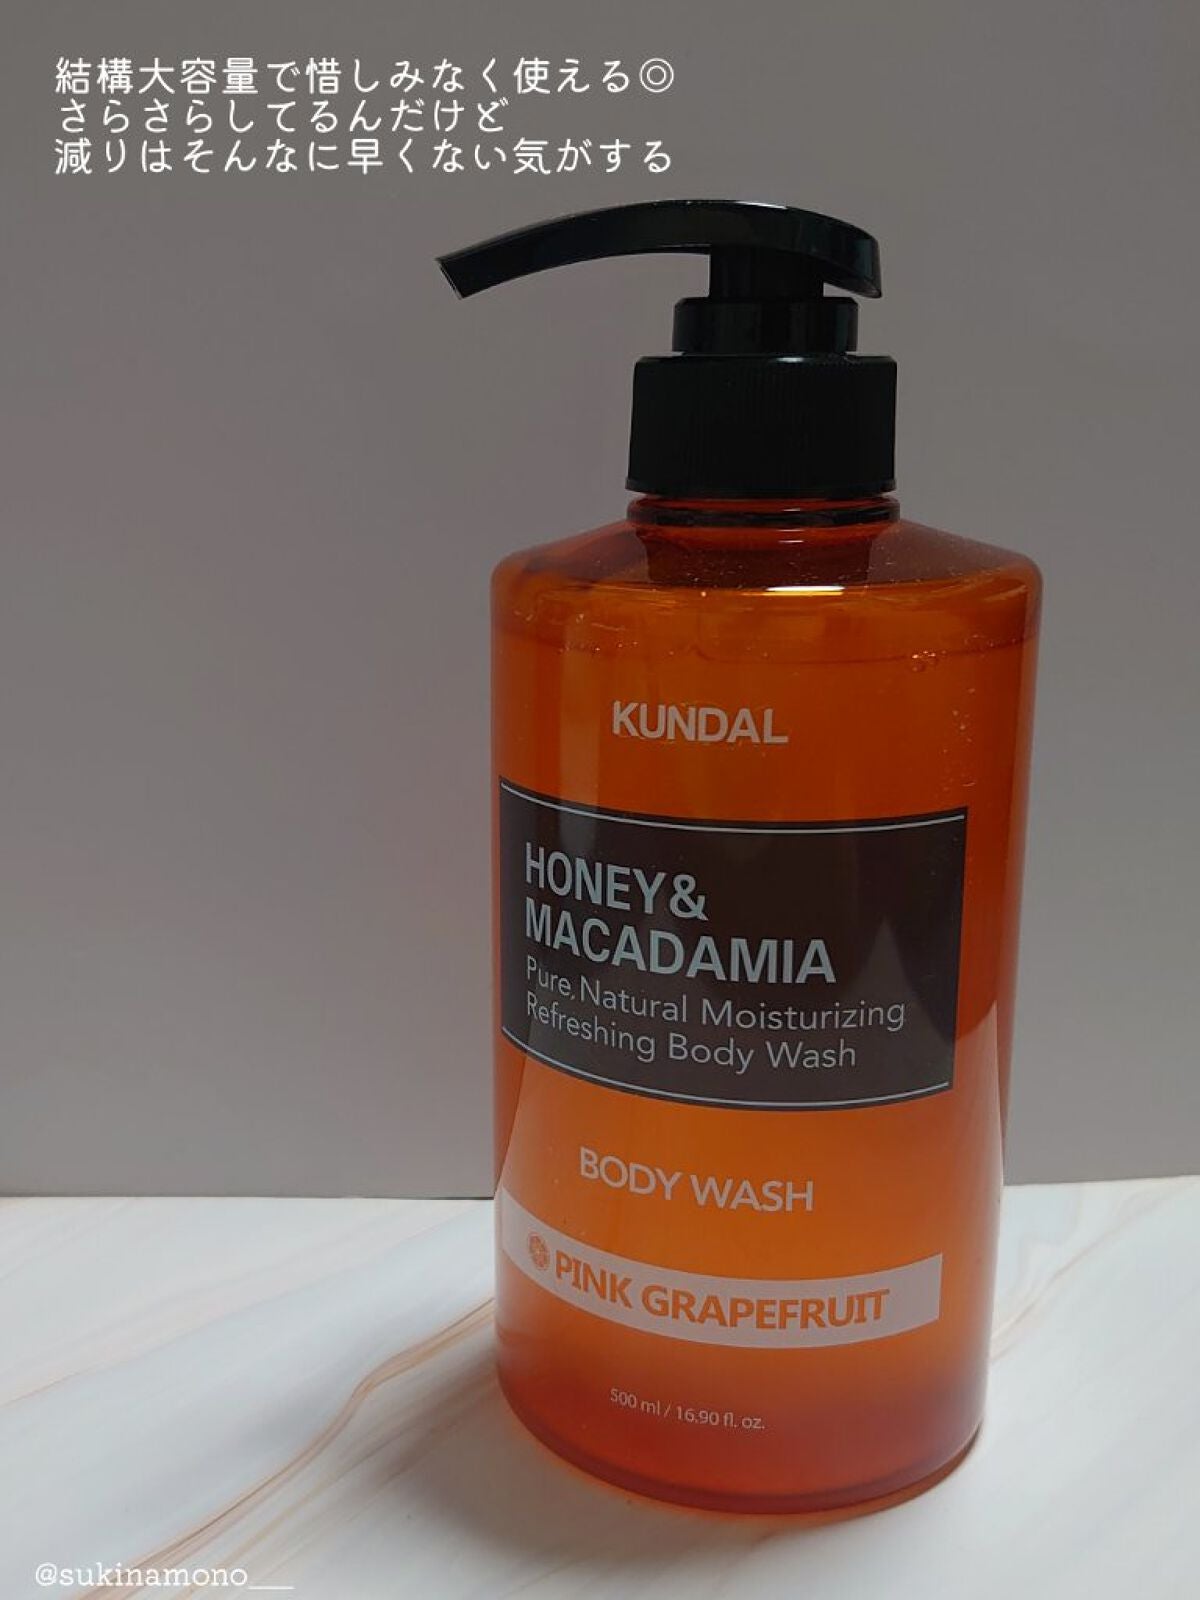 結構大容量で惜しみなく使える◎
さらさらしてるんだけど
減りはそんなに早くない気がする
KUNDAL
HONEY&
MACADAMIA
Pure, Natural Moisturizing
Refreshing Body Wash
BODY WASH
PINK GRAPEFRUIT
500 ml / 16.90 fl. oz.
@sukinamono__